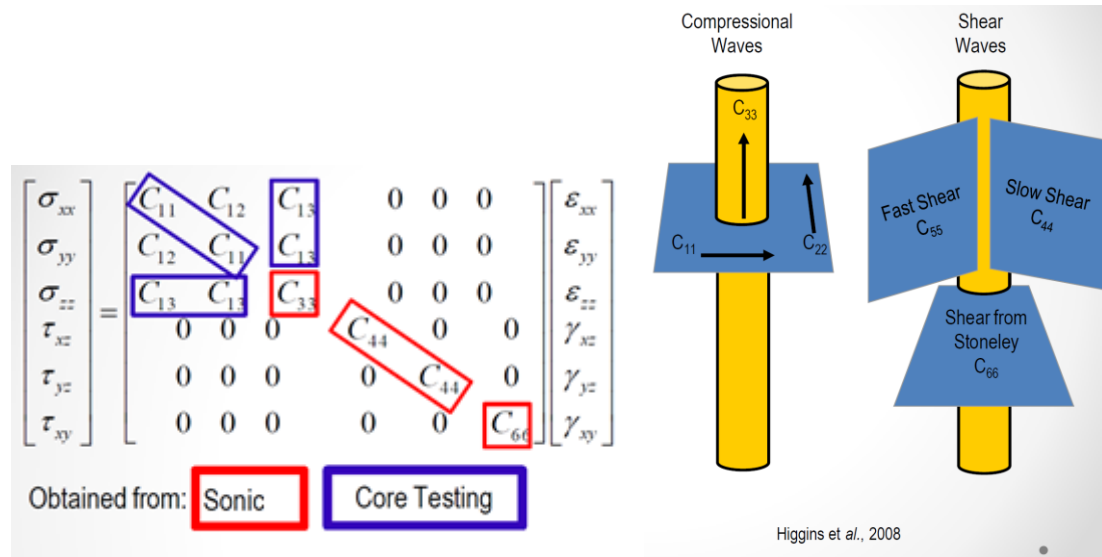 σxx C11 C12 C13 0 0 0 εxx
σyy C12 C11 C13 0 0 0 εyy
σzz = C13 C13 C33 0 0 0 εzz
τxz 0 0 0 C44 0 0 γxz
τyz 0 0 0 0 C44 0 γyz
τxy 0 0 0 0 0 C66 γxy
Obtained from: Sonic Core Testing
Compressional
Waves
C33
C11
C22
Shear
Waves
Fast Shear
C55
Slow Shear
C44
Shear from
Stoneley
C66
Higgins et al., 2008